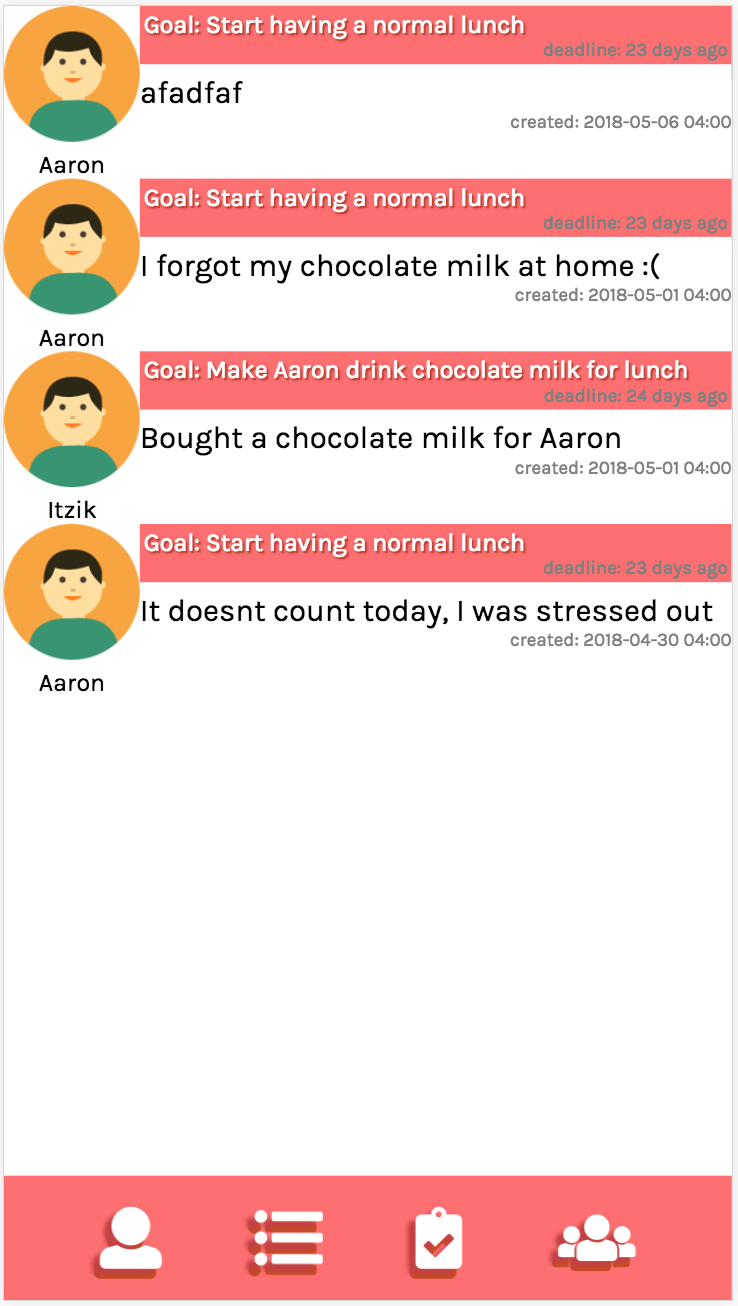 Goal: Start having a normal lunch
deadline: 23 days ago
afadfaf
created: 2018-05-06 04:00
Aaron
Goal: Start having a normal lunch
deadline: 23 days ago
I forgot my chocolate milk at home :(
created: 2018-05-01 04:00
Aaron
Goal: Make Aaron drink chocolate milk for lunch
deadline: 24 days ago
Bought a chocolate milk for Aaron
created: 2018-05-01 04:00
Itzik
Goal: Start having a normal lunch
deadline: 23 days ago
It doesnt count today, I was stressed out
created: 2018-04-30 04:00
Aaron